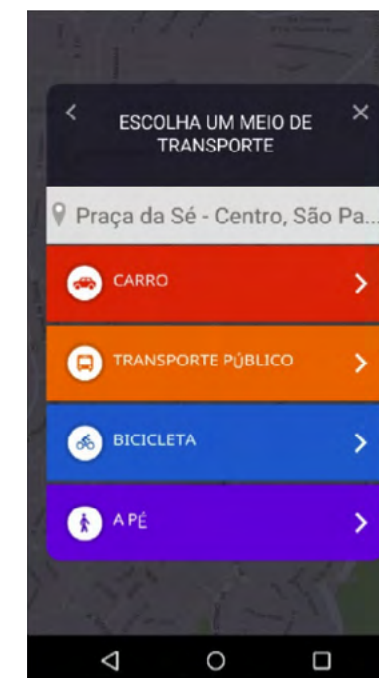 ESCOLHA UM MEIO DE
TRANSPORTE
Praça da Sé - Centro, São Pa...
CARRO
TRANSPORTE PÚBLICO
BICICLETA
A PÉ